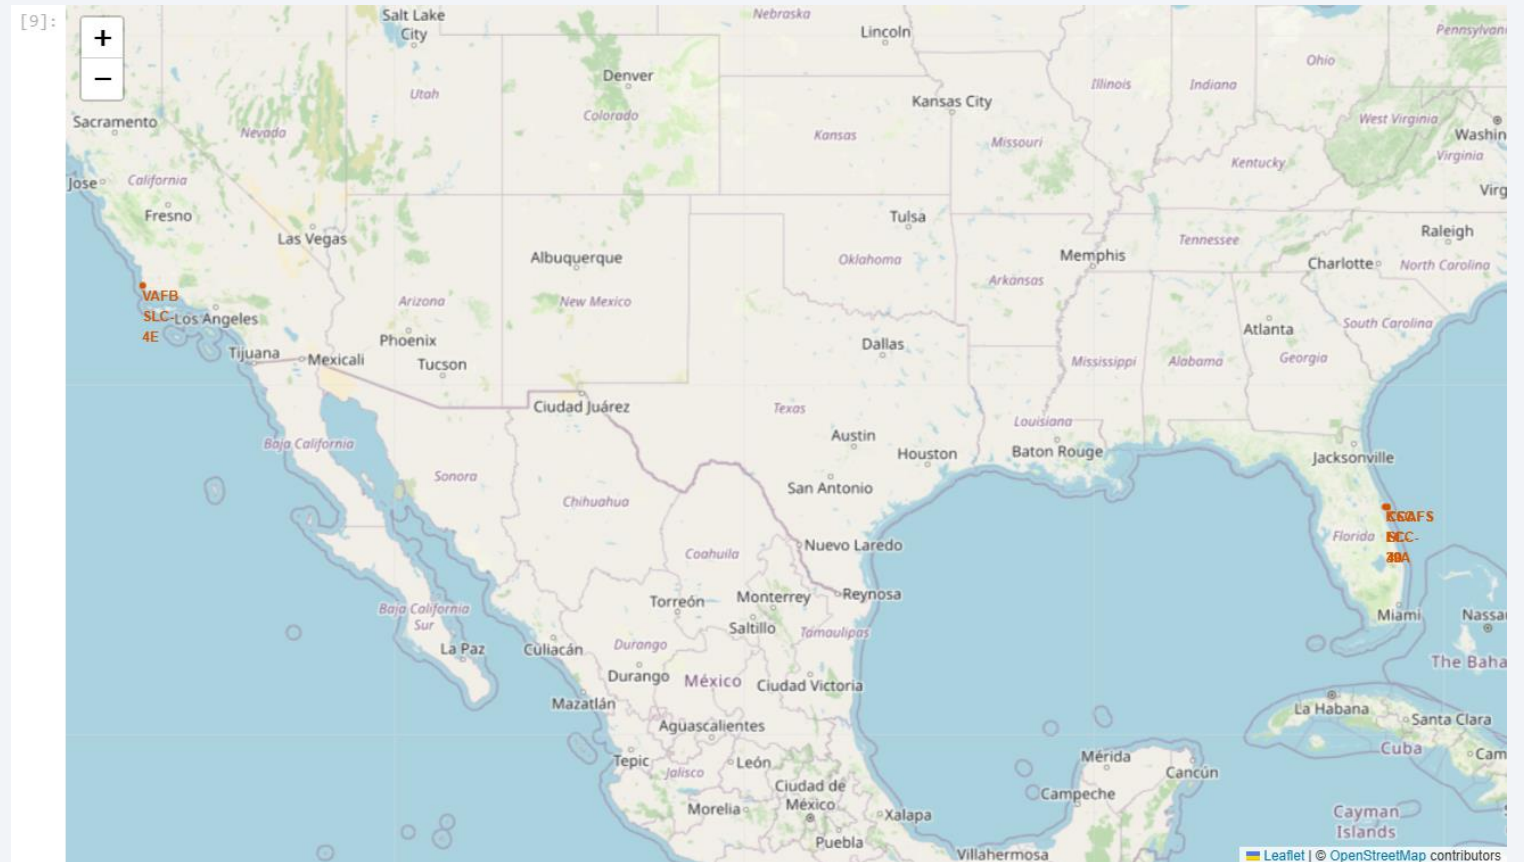 [9]:
+
−
Salt Lake
City
Nebraska
Lincoln
Pennsylvan
Ohio
Denver
Utah
Colorado
Illinois
Indiana
Kansas City
Sacramento
Nevada
Kansas
Missouri
West Virginia
Washin
Virginia
Kentucky
Jose
California
Virg
Fresno
Las Vegas
Tulsa
Raleigh
Albuquerque
Oklahoma
Memphis
Tennessee
Charlotte
North Carolina
VAFB
SLC-
4E
Los Angeles
Arizona
New Mexico
Arkansas
Phoenix
Dallas
Atlanta
South Carolina
Tijuana
Mexicali
Tucson
Mississippi
Alabama
Georgia
Ciudad Juárez
Texas
Louisiana
Baja California
Austin
Houston
Baton Rouge
Jacksonville
Sonora
Chihuahua
San Antonio
Florida
Coahuila
Nuevo Laredo
Torreón
Monterrey
Reynosa
Baja California
Sur
Saltillo
Tamaulipas
Miami
Nassau
La Paz
Culiacán
Durango
Durango
México
Ciudad Victoria
The Baha
Mazatlán
Aguascalientes
La Habana
Santa Clara
Cuba
Cam
Tepic
Jalisco
León
Mérida
Cancún
Ciudad de
México
Campeche
Morelia
Xalapa
Cayman
Islands
Puebla
Villahermosa
Leaflet | © OpenStreetMap contributors